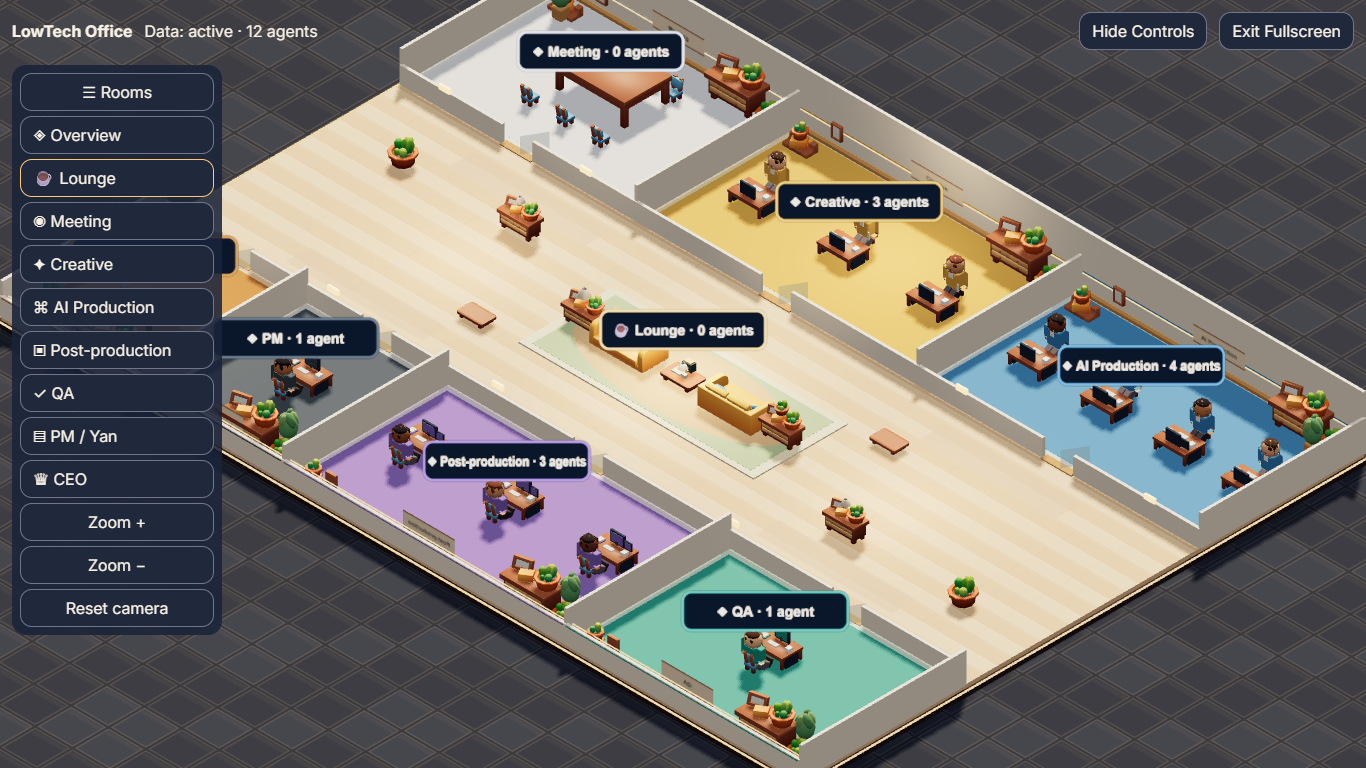 LowTech Office Data: active · 12 agents
Hide Controls
Exit Fullscreen
☰ Rooms
◈ Overview
Lounge
◉ Meeting
✦ Creative
⌘ AI Production
▣ Post-production
✓ QA
▤ PM / Yan
♛ CEO
Zoom +
Zoom −
Reset camera
◆ Meeting · 0 agents
◆ Creative · 3 agents
Lounge · 0 agents
◆ PM · 1 agent
◆ AI Production · 4 agents
◆ Post-production · 3 agents
◆ QA · 1 agent